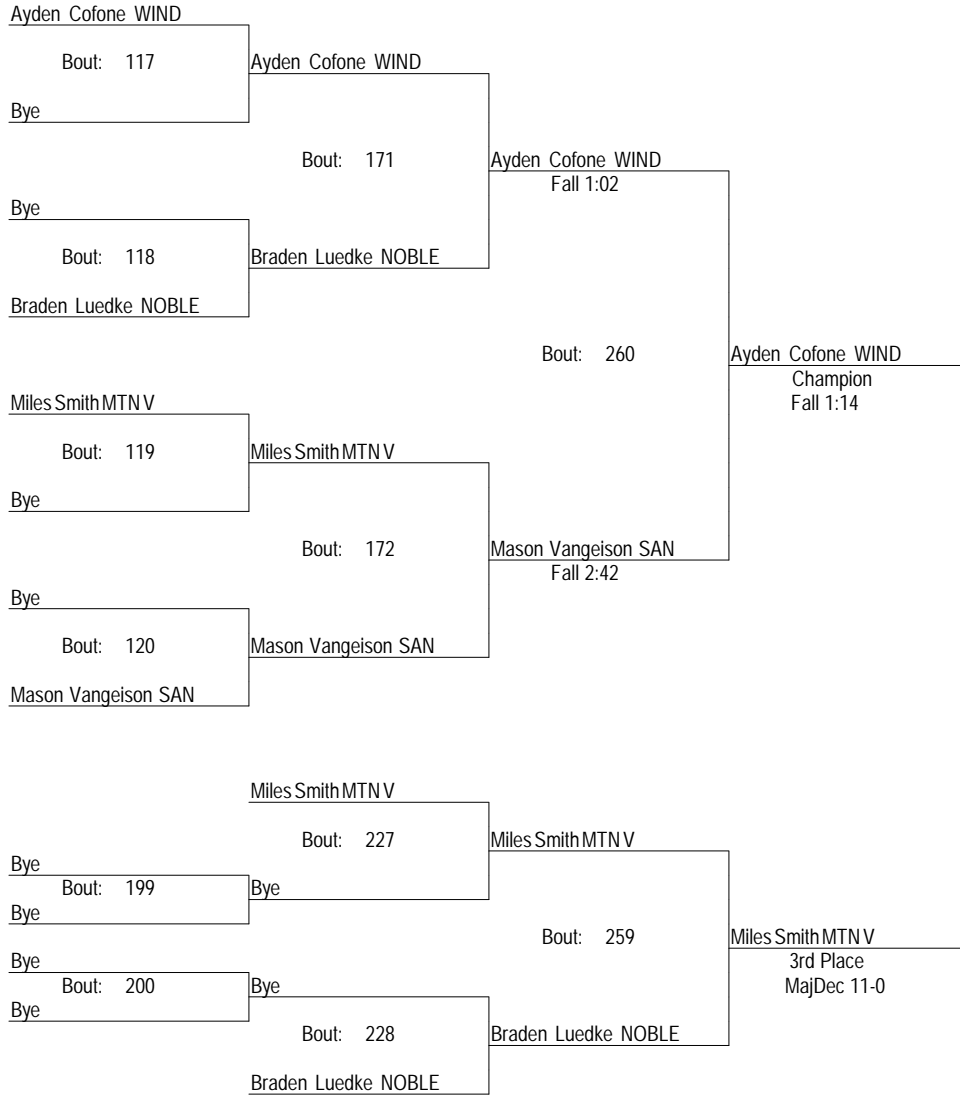 Ayden Cofone WIND
Bout: 117
Ayden Cofone WIND
Bye
Bout: 171
Ayden Cofone WIND
Fall 1:02
Bye
Bout: 118
Braden Luedke NOBLE
Braden Luedke NOBLE
Bout: 260
Ayden Cofone WIND
Champion
Fall 1:14
Miles Smith MTN V
Bout: 119
Miles Smith MTN V
Bye
Bout: 172
Mason Vangeison SAN
Fall 2:42
Bye
Bout: 120
Mason Vangeison SAN
Mason Vangeison SAN
Miles Smith MTN V
Bout: 227
Miles Smith MTN V
Bye
Bout: 199
Bye
Bye
Bout: 259
Miles Smith MTN V
3rd Place
MajDec 11-0
Bye
Bout: 200
Bye
Bye
Bout: 228
Braden Luedke NOBLE
Braden Luedke NOBLE